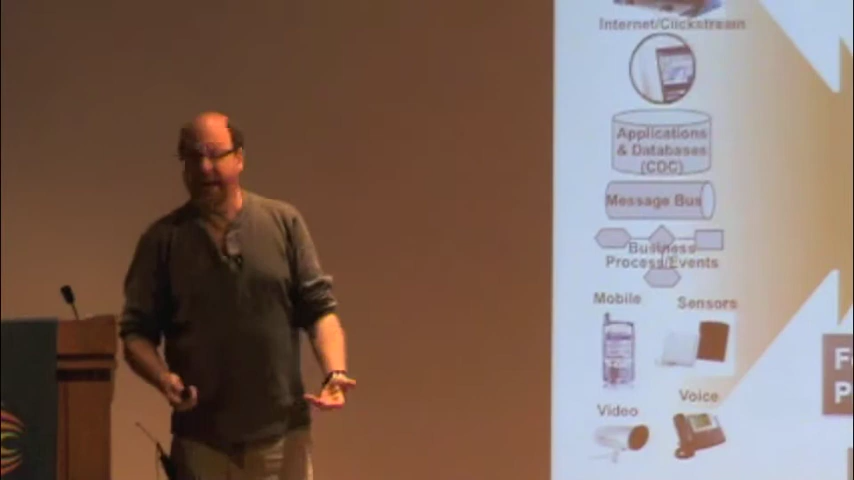 Internet/Clickstream
Applications
& Databases
(CDC)
Message Bus
Business
Process/Events
Mobile
Sensors
Voice
Video
F
P